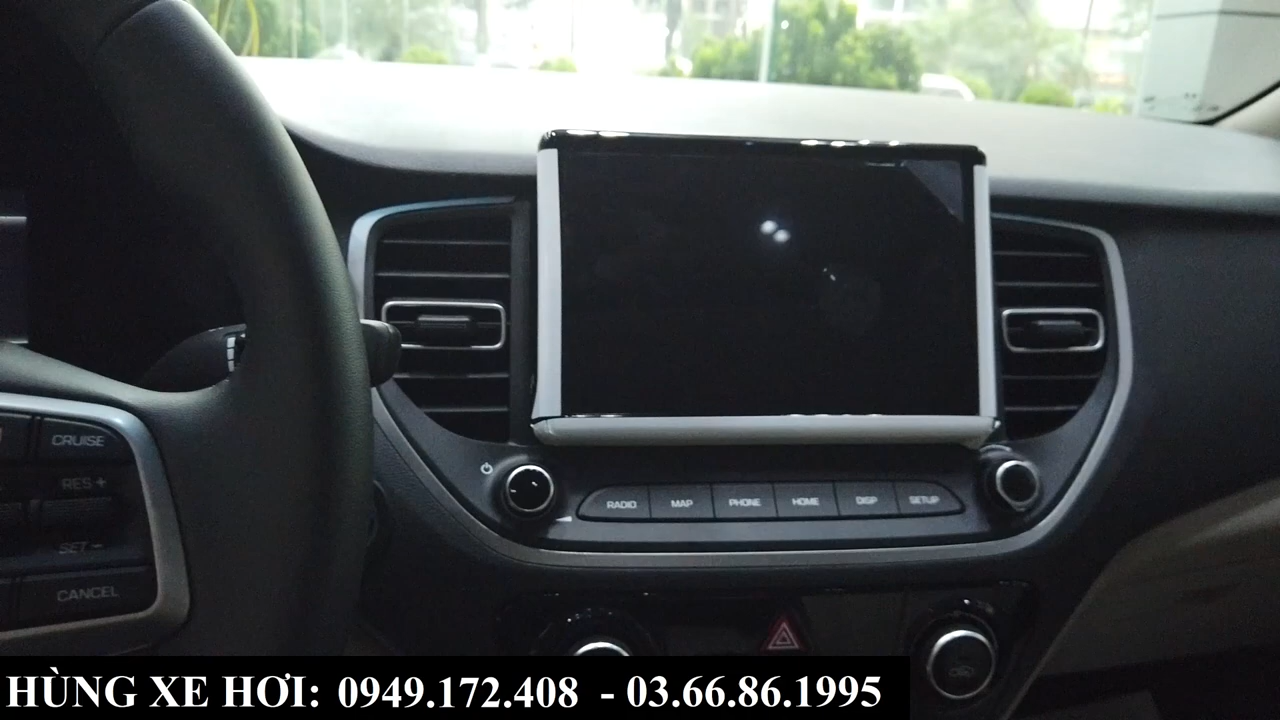 CRUISE
RES +
SET –
CANCEL
RADIO MAP PHONE HOME DISP SETUP
HÙNG XE HƠI: 0949.172.408 - 03.66.86.1995